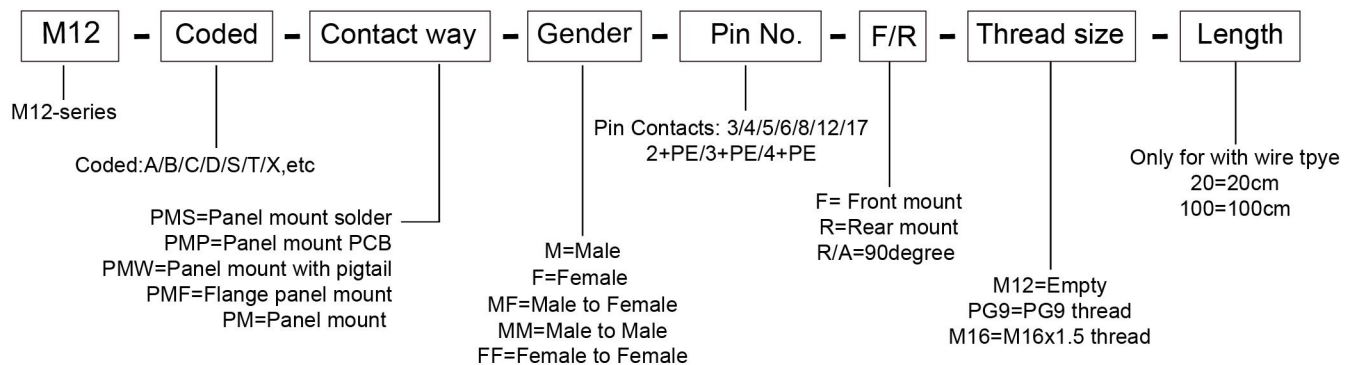 M12 - Coded - Contact way - Gender - Pin No. - F/R - Thread size - Length
M12-series
Coded:A/B/C/D/S/T/X,etc
PMS=Panel mount solder
PMP=Panel mount PCB
PMW=Panel mount with pigtail
PMF=Flange panel mount
PM=Panel mount
M=Male
F=Female
MF=Male to Female
MM=Male to Male
FF=Female to Female
Pin Contacts: 3/4/5/6/8/12/17
2+PE/3+PE/4+PE
F= Front mount
R=Rear mount
R/A=90degree
M12=Empty
PG9=PG9 thread
M16=M16x1.5 thread
Only for with wire tpye
20=20cm
100=100cm